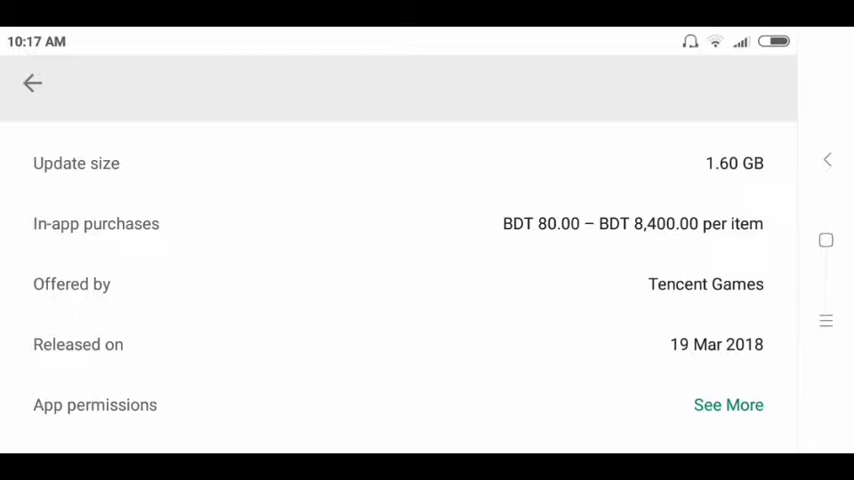 10:17 AM
Update size 1.60 GB
In-app purchases BDT 80.00 – BDT 8,400.00 per item
Offered by Tencent Games
Released on 19 Mar 2018
App permissions See More